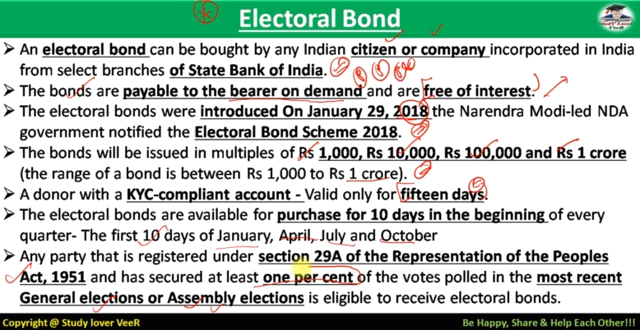 Electoral Bond
Study Lover
VeeR
➢ An electoral bond can be bought by any Indian citizen or company incorporated in India
from select branches of State Bank of India.
➢ The bonds are payable to the bearer on demand and are free of interest.
➢ The electoral bonds were introduced On January 29, 2018 the Narendra Modi-led NDA
government notified the Electoral Bond Scheme 2018.
➢ The bonds will be issued in multiples of Rs 1,000, Rs 10,000, Rs 100,000 and Rs 1 crore
(the range of a bond is between Rs 1,000 to Rs 1 crore).
➢ A donor with a KYC-compliant account - Valid only for fifteen days.
➢ The electoral bonds are available for purchase for 10 days in the beginning of every
quarter- The first 10 days of January, April, July and October
➢ Any party that is registered under section 29A of the Representation of the Peoples
Act, 1951 and has secured at least one per cent of the votes polled in the most recent
General elections or Assembly elections is eligible to receive electoral bonds.
Copyright @ Study lover VeeR
Be Happy, Share & Help Each Other!!!